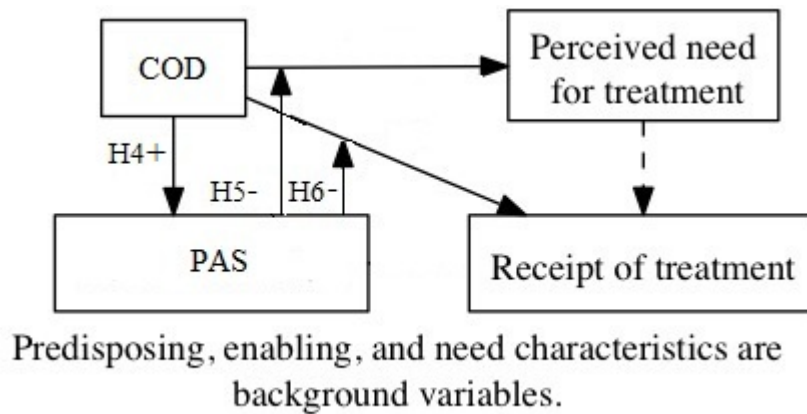 COD
Perceived need
for treatment
H4+
H5-
H6-
PAS
Receipt of treatment
Predisposing, enabling, and need characteristics are
background variables.